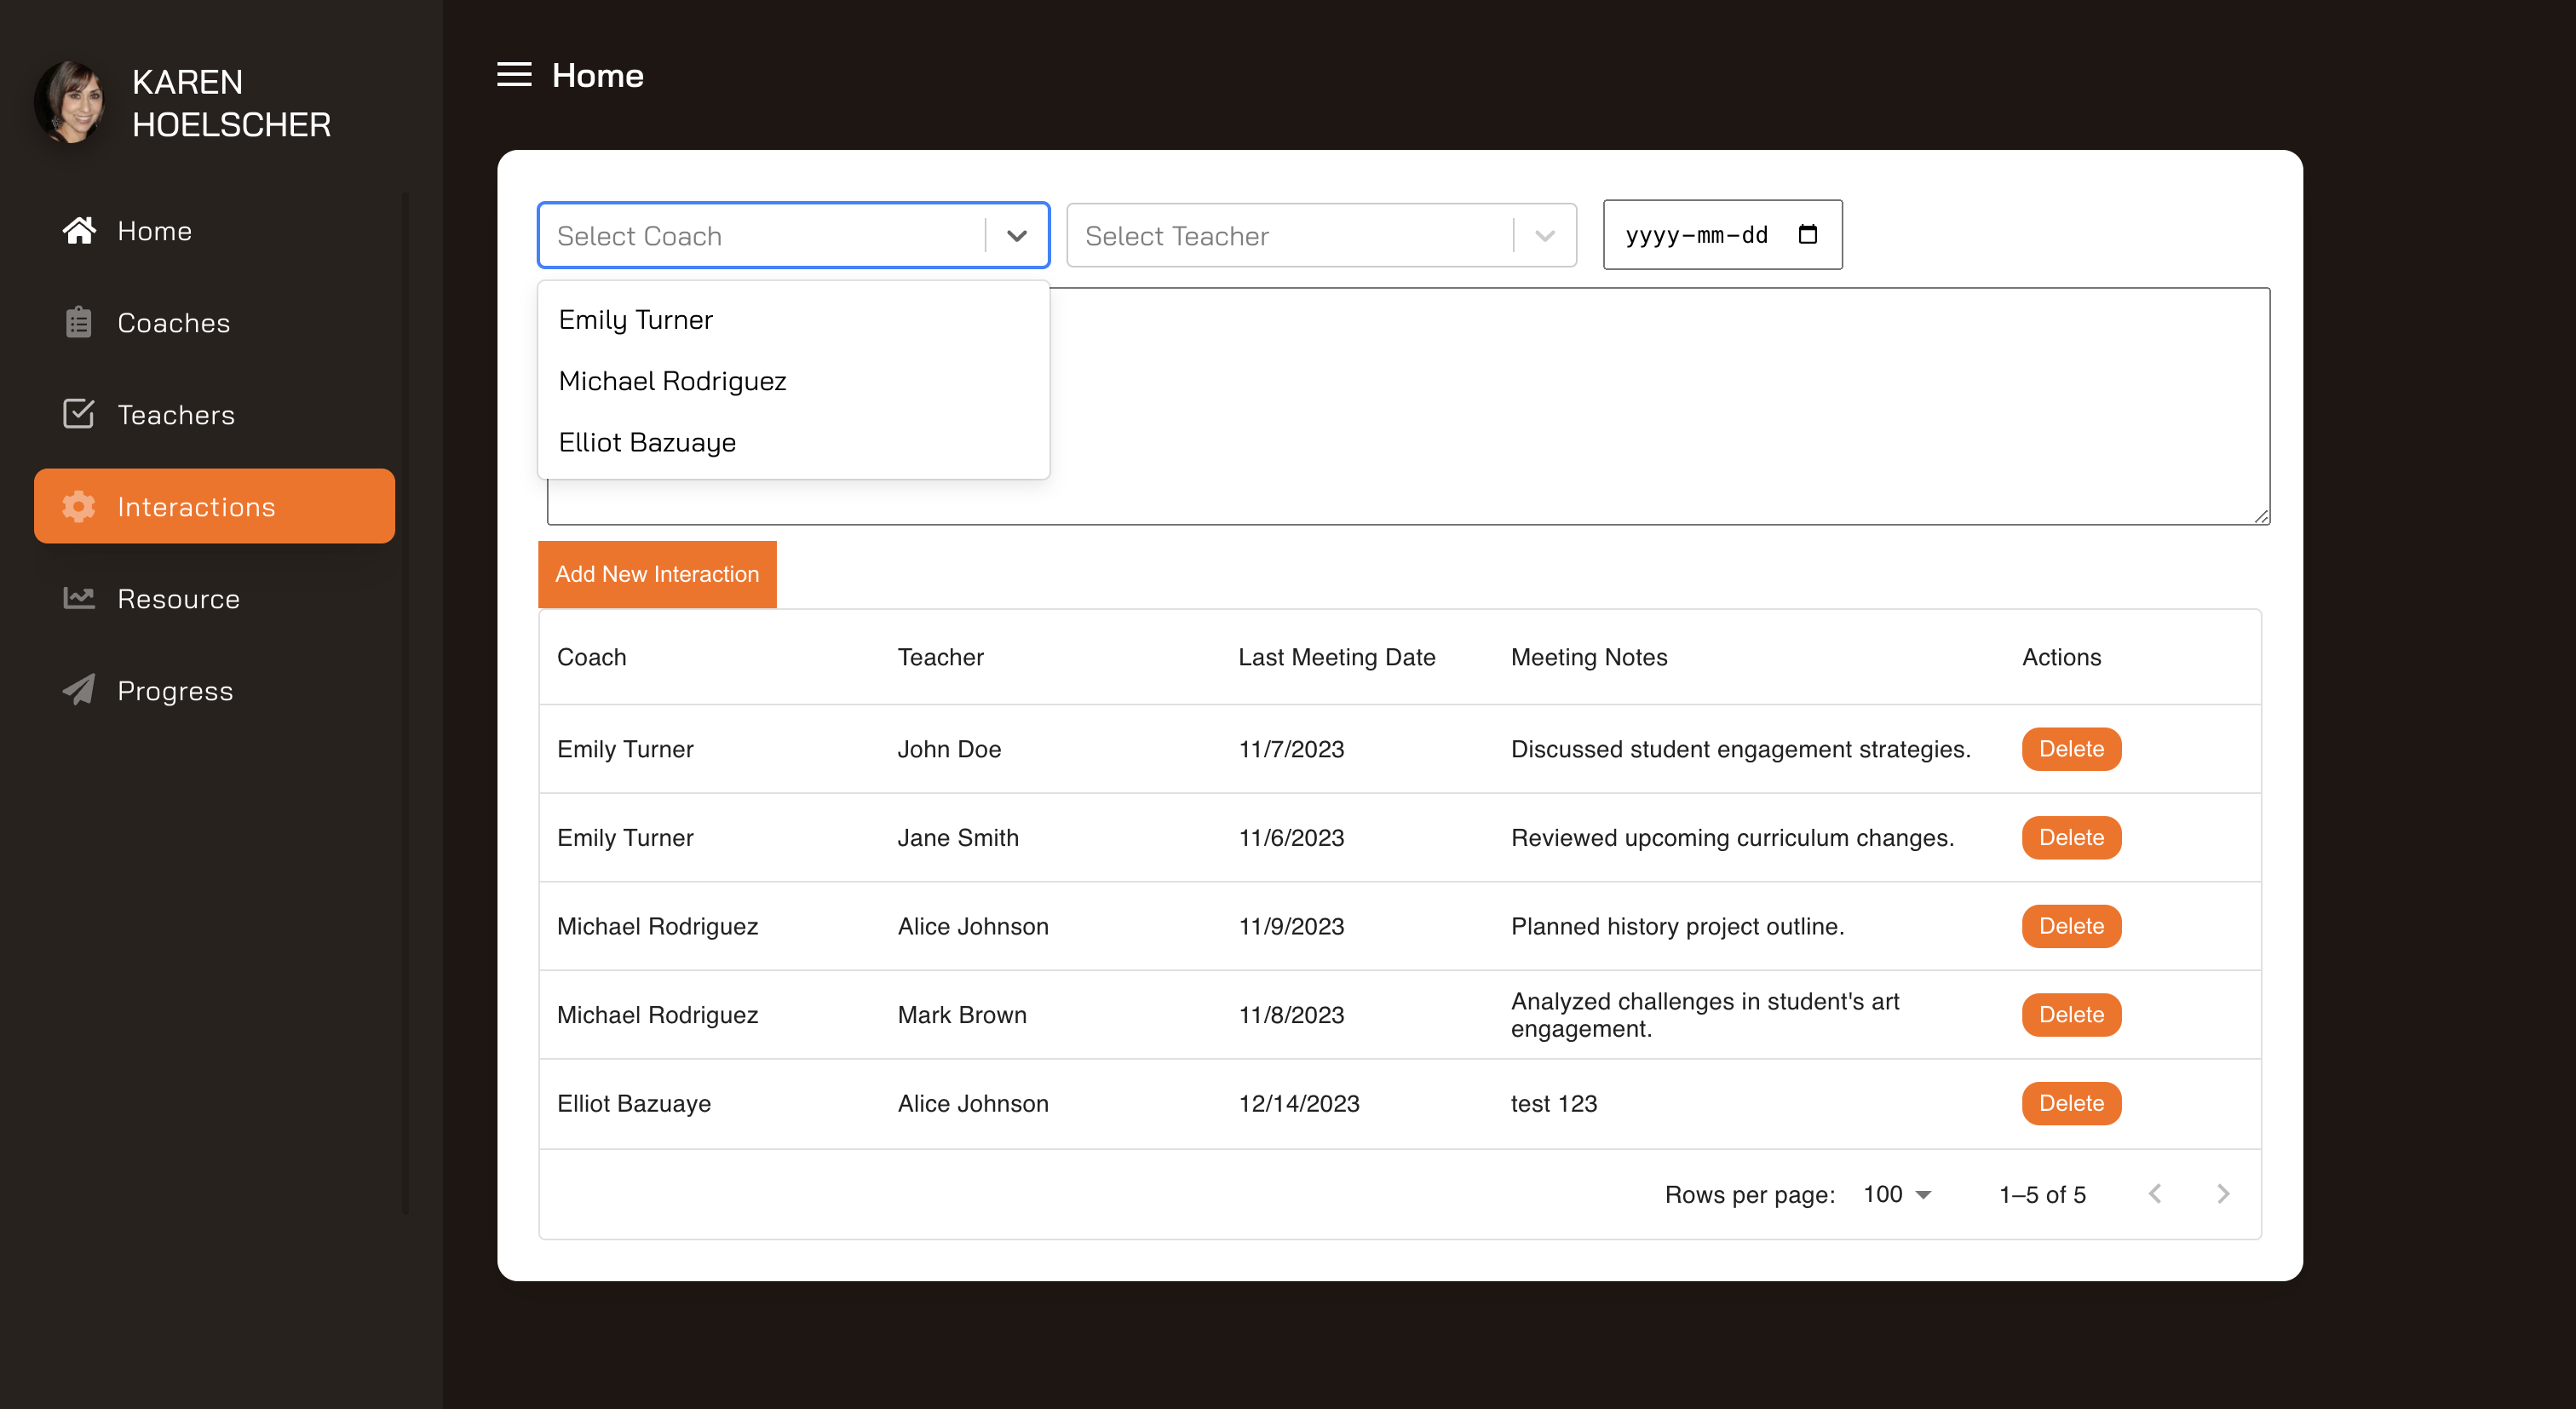 KAREN
HOELSCHER
Home
Coaches
Teachers
Interactions
Resource
Progress
Home
Select Coach
Select Teacher
yyyy-mm-dd
Emily Turner
Michael Rodriguez
Elliot Bazuaye
Add New Interaction
Coach Teacher Last Meeting Date Meeting Notes Actions
Emily Turner John Doe 11/7/2023 Discussed student engagement strategies. Delete
Emily Turner Jane Smith 11/6/2023 Reviewed upcoming curriculum changes. Delete
Michael Rodriguez Alice Johnson 11/9/2023 Planned history project outline. Delete
Michael Rodriguez Mark Brown 11/8/2023 Analyzed challenges in student's art
engagement. Delete
Elliot Bazuaye Alice Johnson 12/14/2023 test 123 Delete
Rows per page: 100 1–5 of 5